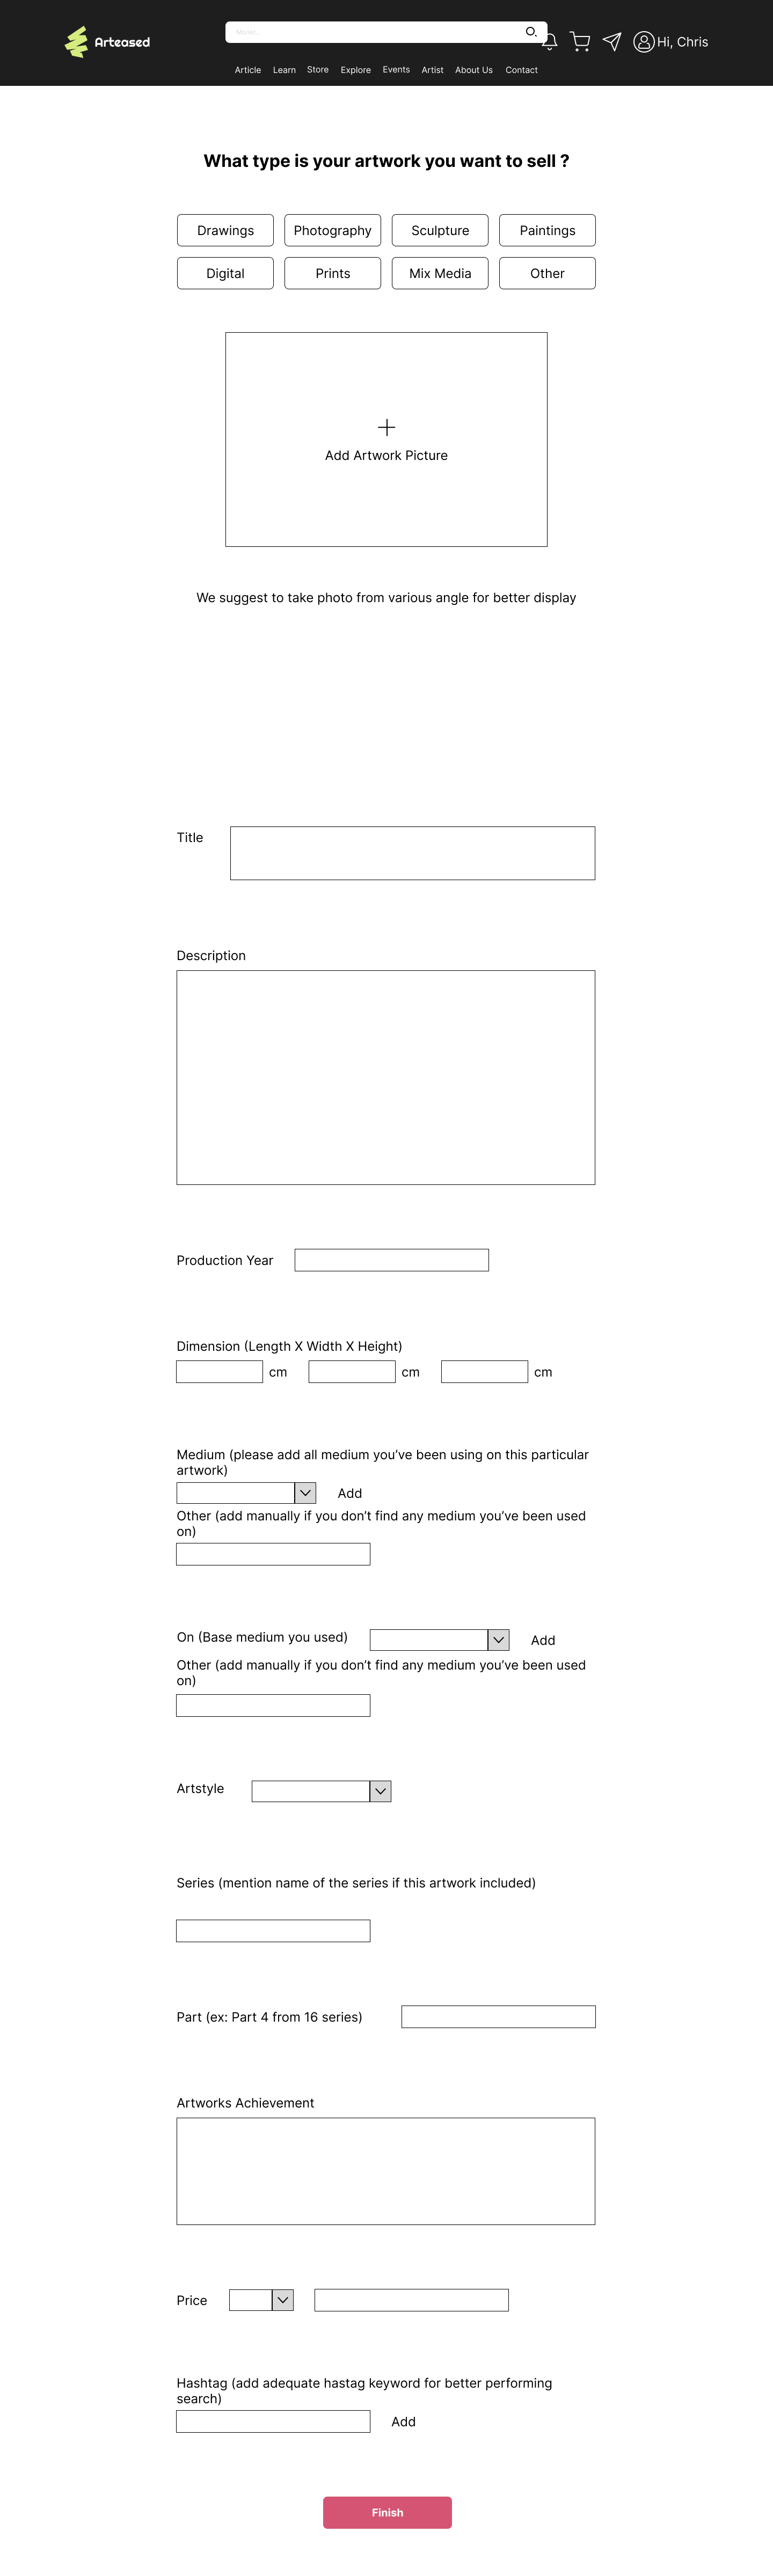 Arteased
Hi, Chris
Article Learn Store Explore Events Artist About Us Contact
What type is your artwork you want to sell ?
Drawings Photography Sculpture Paintings
Digital Prints Mix Media Other
Add Artwork Picture
We suggest to take photo from various angle for better display
Title
Description
Production Year
Dimension (Length X Width X Height)
cm cm cm
Medium (please add all medium you’ve been using on this particular
artwork)
Add
Other (add manually if you don’t find any medium you’ve been used
on)
On (Base medium you used) Add
Other (add manually if you don’t find any medium you’ve been used
on)
Artstyle
Series (mention name of the series if this artwork included)
Part (ex: Part 4 from 16 series)
Artworks Achievement
Price
Hashtag (add adequate hastag keyword for better performing
search)
Add
Finish